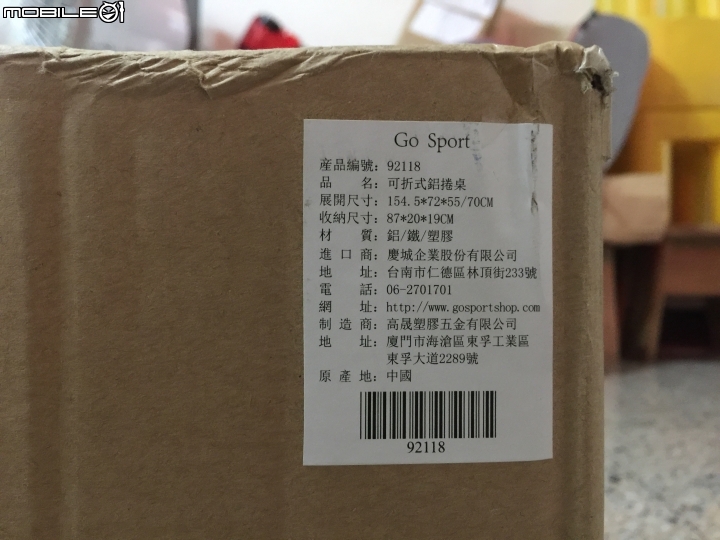 MOBILE01
Go Sport
産品編號：92118
品　　名：可折式鋁捲桌
展開尺寸：154.5*72*55/70CM
收納尺寸：87*20*19CM
材　　質：鋁/鐵/塑膠
進 口 商：慶城企業股份有限公司
地　　址：台南市仁德區林頂街233號
電　　話：06-2701701
網　　址：http://www.gosportshop.com
制 造 商：高晟塑膠五金有限公司
地　　址：廈門市海滄區東孚工業區
東孚大道2289號
原 產 地：中國
92118